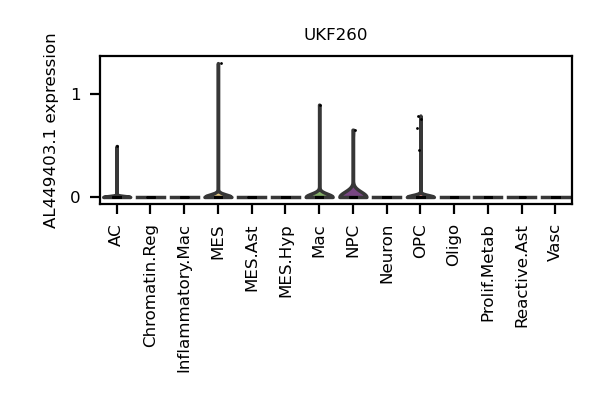 UKF260
AL449403.1 expression
1
0
AC
Chromatin.Reg
Inflammatory.Mac
MES
MES.Ast
MES.Hyp
Mac
NPC
Neuron
OPC
Oligo
Prolif.Metab
Reactive.Ast
Vasc